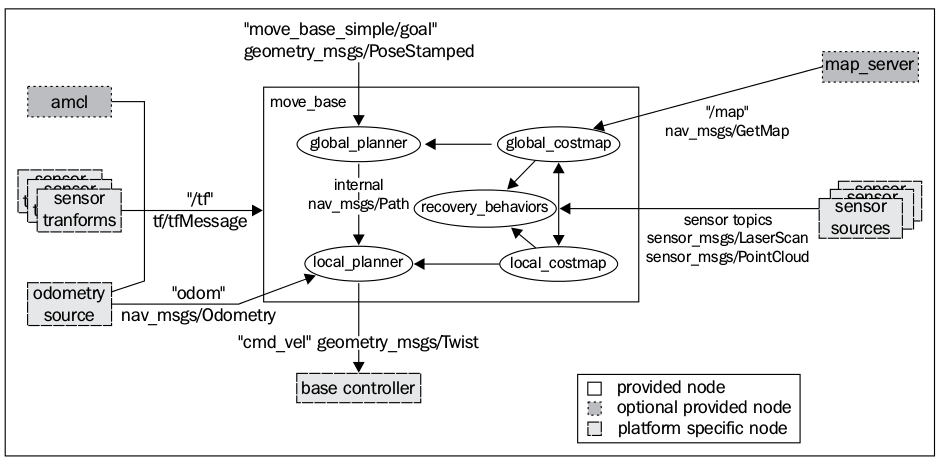 "move_base_simple/goal"
geometry_msgs/PoseStamped
map_server
amcl
move_base
"/map"
nav_msgs/GetMap
global_planner
global_costmap
sensor
sensor
tranforms
"/tf"
tf/tfMessage
internal
nav_msgs/Path
recovery_behaviors
sensor
sensor
sources
sensor topics
sensor_msgs/LaserScan
sensor_msgs/PointCloud
local_planner
local_costmap
odometry
source
"odom"
nav_msgs/Odometry
"cmd_vel" geometry_msgs/Twist
base controller
provided node
optional provided node
platform specific node